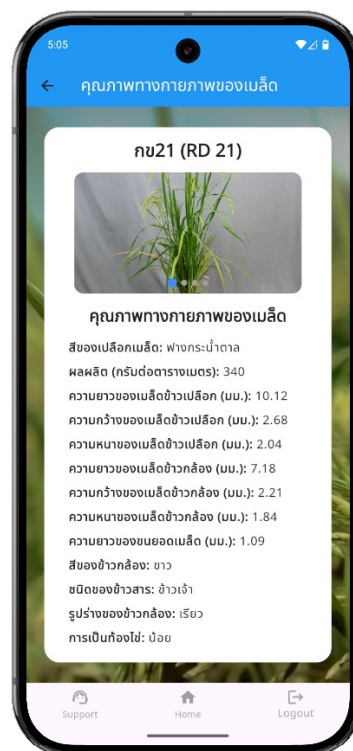 5:05
คุณภาพทางกายภาพของเมล็ด
กข21 (RD 21)
คุณภาพทางกายภาพของเมล็ด
สีของเปลือกเมล็ด: ฟางกระน้ำตาล
ผลผลิต (กรัมต่อตารางเมตร): 340
ความยาวของเมล็ดข้าวเปลือก (มม.): 10.12
ความกว้างของเมล็ดข้าวเปลือก (มม.): 2.68
ความหนาของเมล็ดข้าวเปลือก (มม.): 2.04
ความยาวของเมล็ดข้าวกล้อง (มม.): 7.18
ความกว้างของเมล็ดข้าวกล้อง (มม.): 2.21
ความหนาของเมล็ดข้าวกล้อง (มม.): 1.84
ความยาวของขนยอดเมล็ด (มม.): 1.09
สีของข้าวกล้อง: ขาว
ชนิดของข้าวสาร: ข้าวเจ้า
รูปร่างของข้าวกล้อง: เรียว
การเป็นท้องไข่: น้อย
Support Home Logout